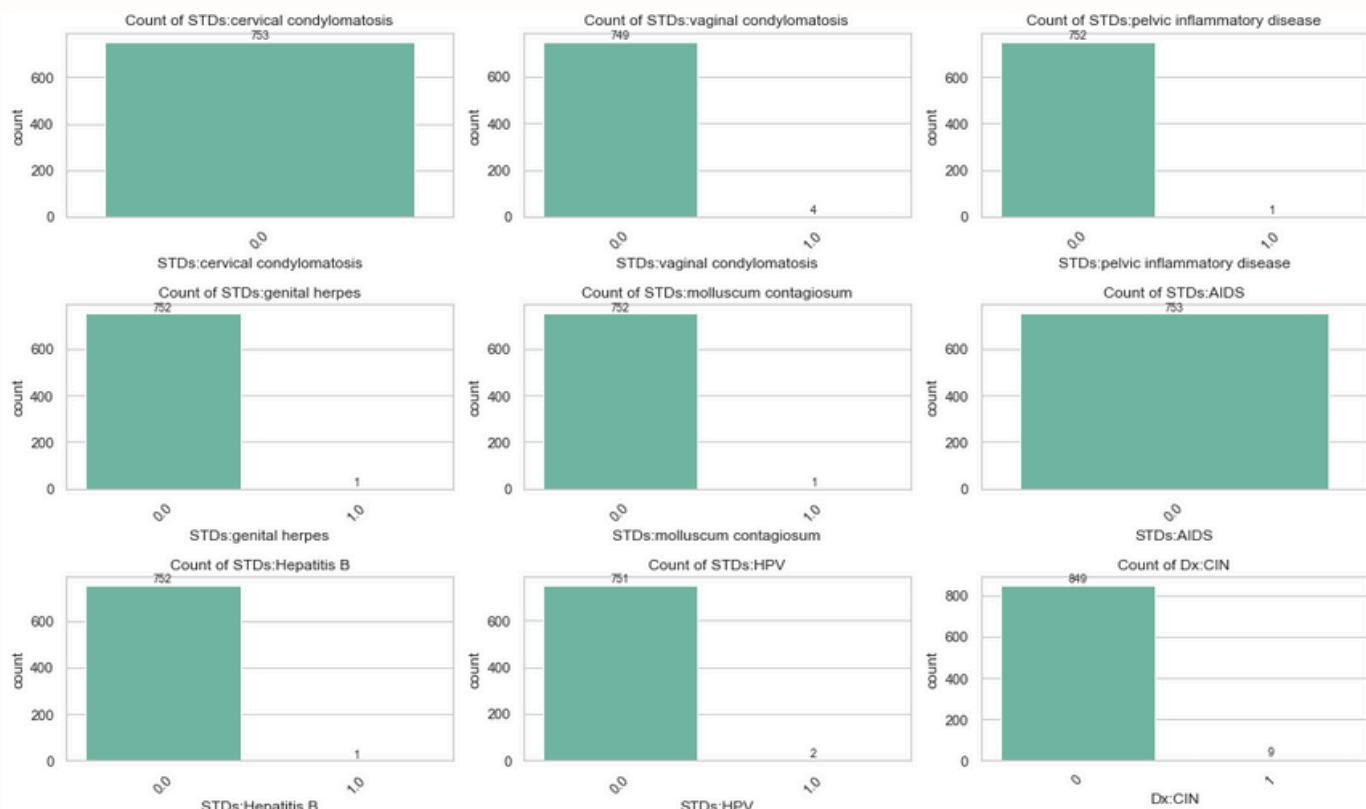 Count of STDs:cervical condylomatosis
753
600
400
200
0
count
0.0
STDs:cervical condylomatosis
Count of STDs:vaginal condylomatosis
749
600
400
200
0
count
4
0.0
1.0
STDs:vaginal condylomatosis
Count of STDs:pelvic inflammatory disease
752
600
400
200
0
count
1
0.0
1.0
STDs:pelvic inflammatory disease
Count of STDs:genital herpes
752
600
400
200
0
count
1
0.0
1.0
STDs:genital herpes
Count of STDs:molluscum contagiosum
752
600
400
200
0
count
1
0.0
1.0
STDs:molluscum contagiosum
Count of STDs:AIDS
753
600
400
200
0
count
0.0
STDs:AIDS
Count of STDs:Hepatitis B
752
600
400
200
0
count
1
0.0
1.0
STDs:Hepatitis B
Count of STDs:HPV
751
600
400
200
0
count
2
0.0
1.0
STDs:HPV
Count of Dx:CIN
849
800
600
400
200
0
count
9
0
1
Dx:CIN